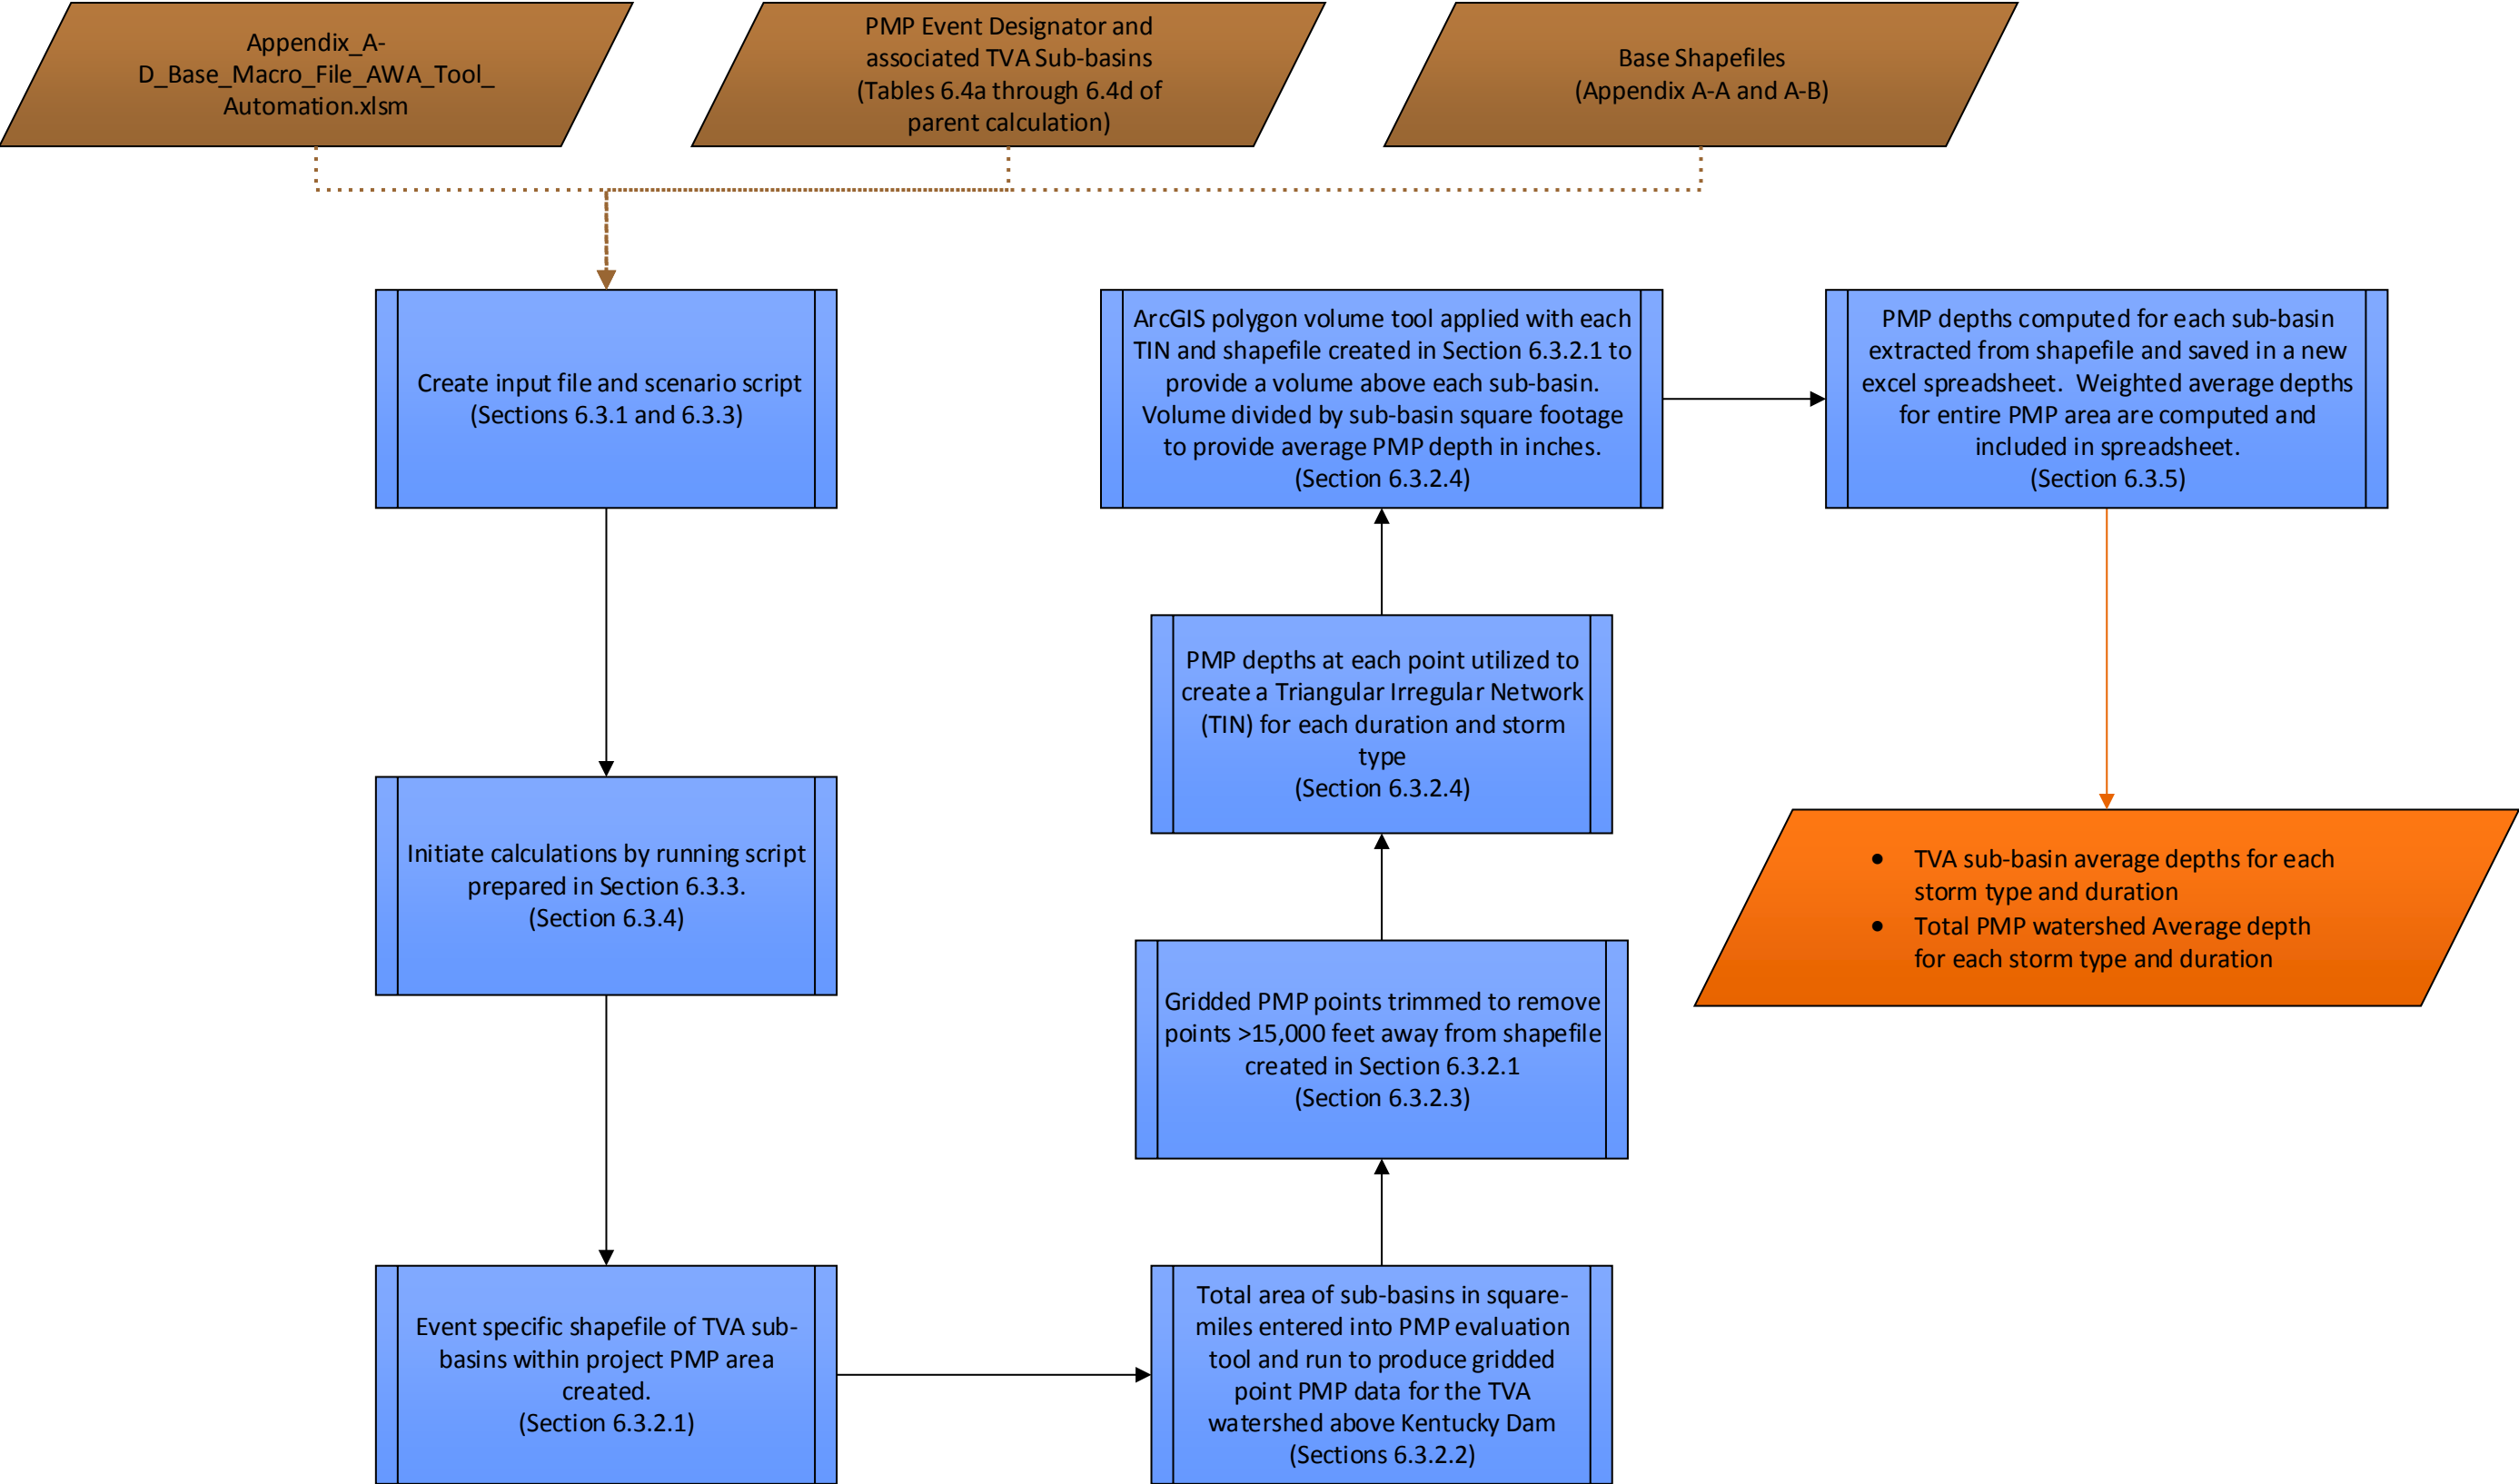 Appendix_A-
D_Base_Macro_File_AWA_Tool_
Automation.xlsm
PMP Event Designator and
associated TVA Sub-basins
(Tables 6.4a through 6.4d of
parent calculation)
Base Shapefiles
(Appendix A-A and A-B)
Create input file and scenario script
(Sections 6.3.1 and 6.3.3)
Initiate calculations by running script
prepared in Section 6.3.3.
(Section 6.3.4)
Event specific shapefile of TVA sub-
basins within project PMP area
created.
(Section 6.3.2.1)
Total area of sub-basins in square-
miles entered into PMP evaluation
tool and run to produce gridded
point PMP data for the TVA
watershed above Kentucky Dam
(Sections 6.3.2.2)
Gridded PMP points trimmed to remove
points >15,000 feet away from shapefile
created in Section 6.3.2.1
(Section 6.3.2.3)
PMP depths at each point utilized to
create a Triangular Irregular Network
(TIN) for each duration and storm
type
(Section 6.3.2.4)
ArcGIS polygon volume tool applied with each
TIN and shapefile created in Section 6.3.2.1 to
provide a volume above each sub-basin.
Volume divided by sub-basin square footage
to provide average PMP depth in inches.
(Section 6.3.2.4)
PMP depths computed for each sub-basin
extracted from shapefile and saved in a new
excel spreadsheet.  Weighted average depths
for entire PMP area are computed and
included in spreadsheet.
(Section 6.3.5)
• TVA sub-basin average depths for each
storm type and duration
• Total PMP watershed Average depth
for each storm type and duration